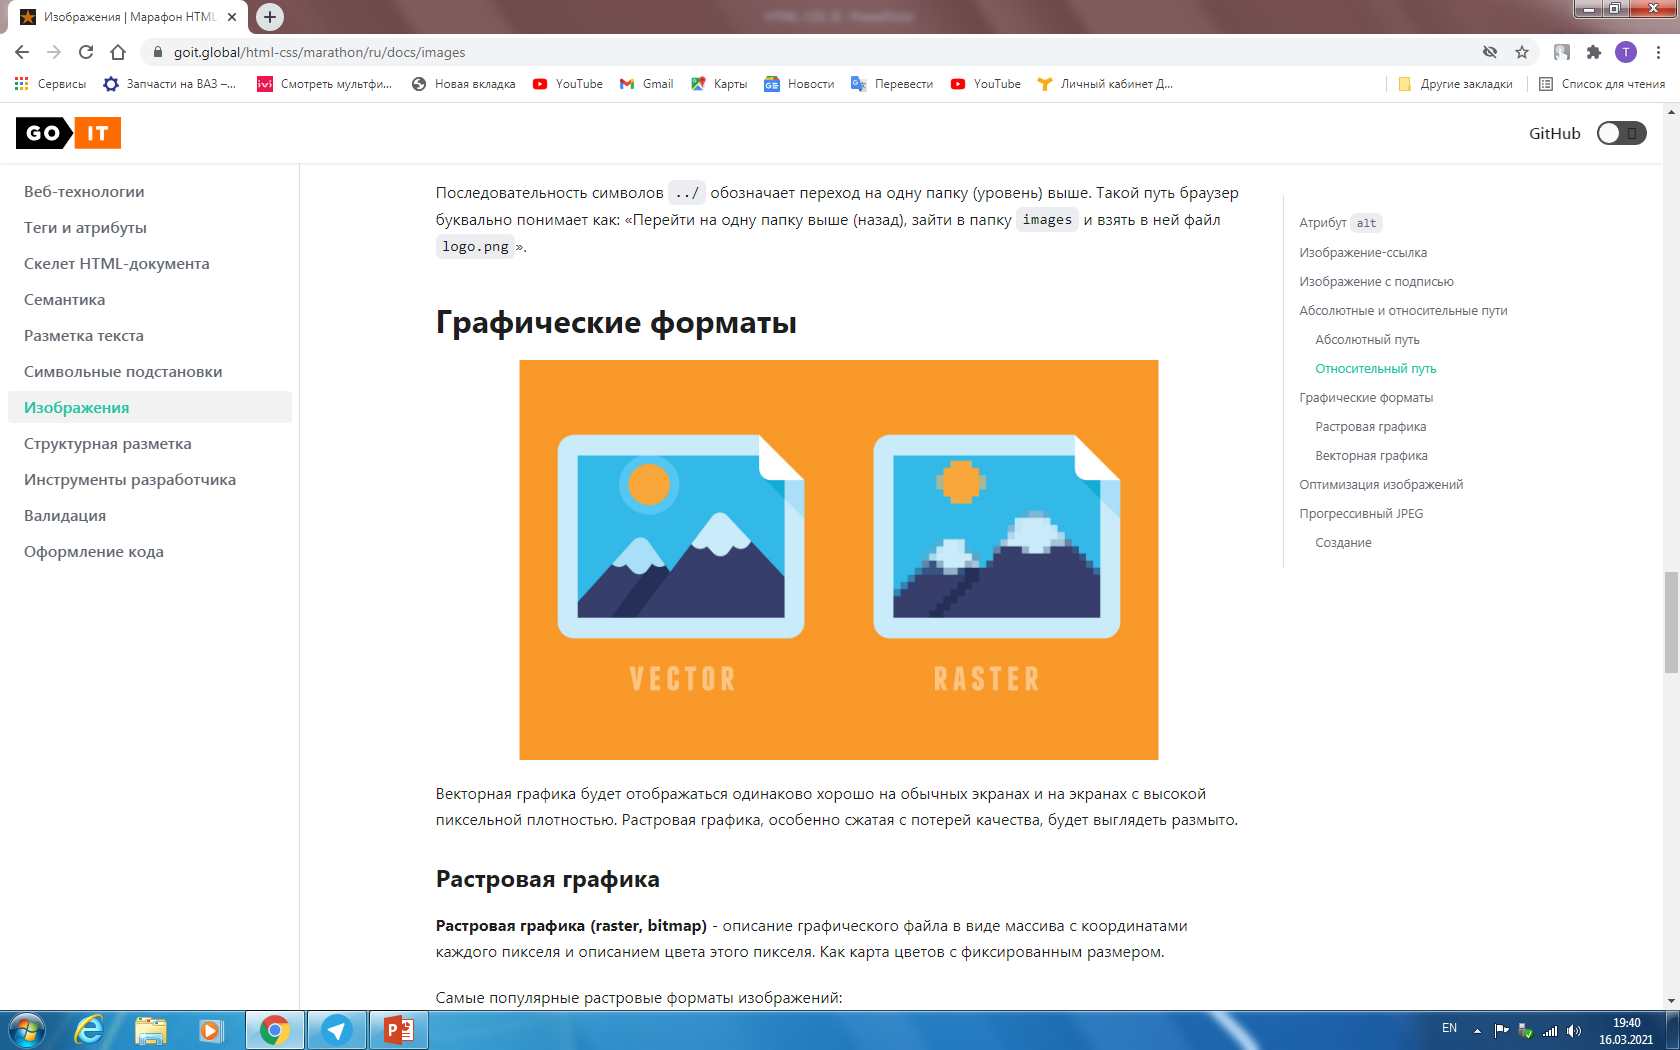 Изображения | Марафон HTML
goit.global/html-css/marathon/ru/docs/images
T
Сервисы
Запчасти на ВАЗ –...
ivi
Смотреть мультфи...
Новая вкладка
YouTube
Gmail
Карты
Новости
Перевести
YouTube
Личный кабинет Д...
Другие закладки
Список для чтения
GO IT
GitHub
Веб-технологии
Теги и атрибуты
Скелет HTML-документа
Семантика
Разметка текста
Символьные подстановки
Изображения
Структурная разметка
Инструменты разработчика
Валидация
Оформление кода
Последовательность символов ../ обозначает переход на одну папку (уровень) выше. Такой путь браузер
буквально понимает как: «Перейти на одну папку выше (назад), зайти в папку images и взять в ней файл
logo.png ».
Графические форматы
VECTOR
RASTER
Векторная графика будет отображаться одинаково хорошо на обычных экранах и на экранах с высокой
пиксельной плотностью. Растровая графика, особенно сжатая с потерей качества, будет выглядеть размыто.
Растровая графика
Растровая графика (raster, bitmap) - описание графического файла в виде массива с координатами
каждого пикселя и описанием цвета этого пикселя. Как карта цветов с фиксированным размером.
Самые популярные растровые форматы изображений:
Атрибут alt
Изображение-ссылка
Изображение с подписью
Абсолютные и относительные пути
Абсолютный путь
Относительный путь
Графические форматы
Растровая графика
Векторная графика
Оптимизация изображений
Прогрессивный JPEG
Создание
EN
19:40
16.03.2021